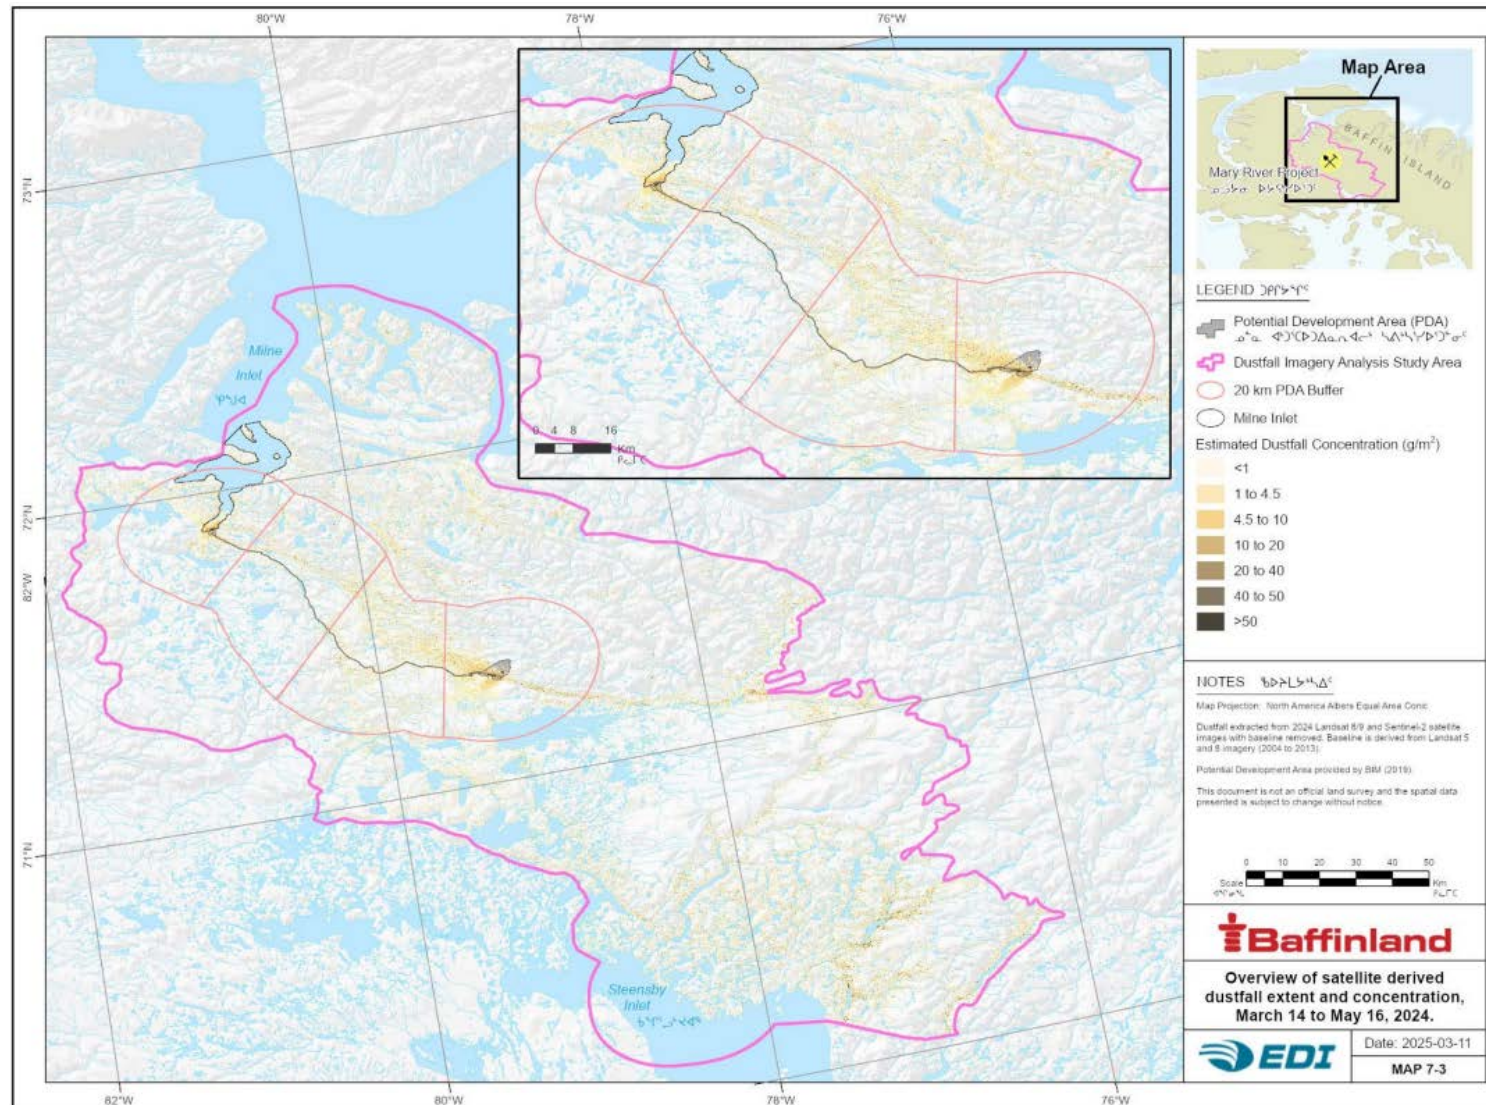 80°W
78°W
76°W
73°N
72°N
82°W
71°N
82°W
80°W
78°W
76°W
Milne
Inlet
Steensby
Inlet
0 4 8 16
Km
ᑭᓚᒥᑕ
Map Area
BAFFIN ISLAND
Mary River Project
LEGEND
Potential Development Area (PDA)
Dustfall Imagery Analysis Study Area
20 km PDA Buffer
Milne Inlet
Estimated Dustfall Concentration (g/m²)
<1
1 to 4.5
4.5 to 10
10 to 20
20 to 40
40 to 50
>50
NOTES
Map Projection: North America Albers Equal Area Conic
Dustfall extracted from 2024 Landsat 8/9 and Sentinel-2 satellite
images with baseline removed. Baseline is derived from Landsat 5
and 8 imagery (2004 to 2013).
Potential Development Area provided by BIM (2019)
This document is not an official land survey and the spatial data
presented is subject to change without notice.
0 10 20 30 40 50
Scale
Km
Baffinland
Overview of satellite derived
dustfall extent and concentration,
March 14 to May 16, 2024.
EDI
Date: 2025-03-11
MAP 7-3